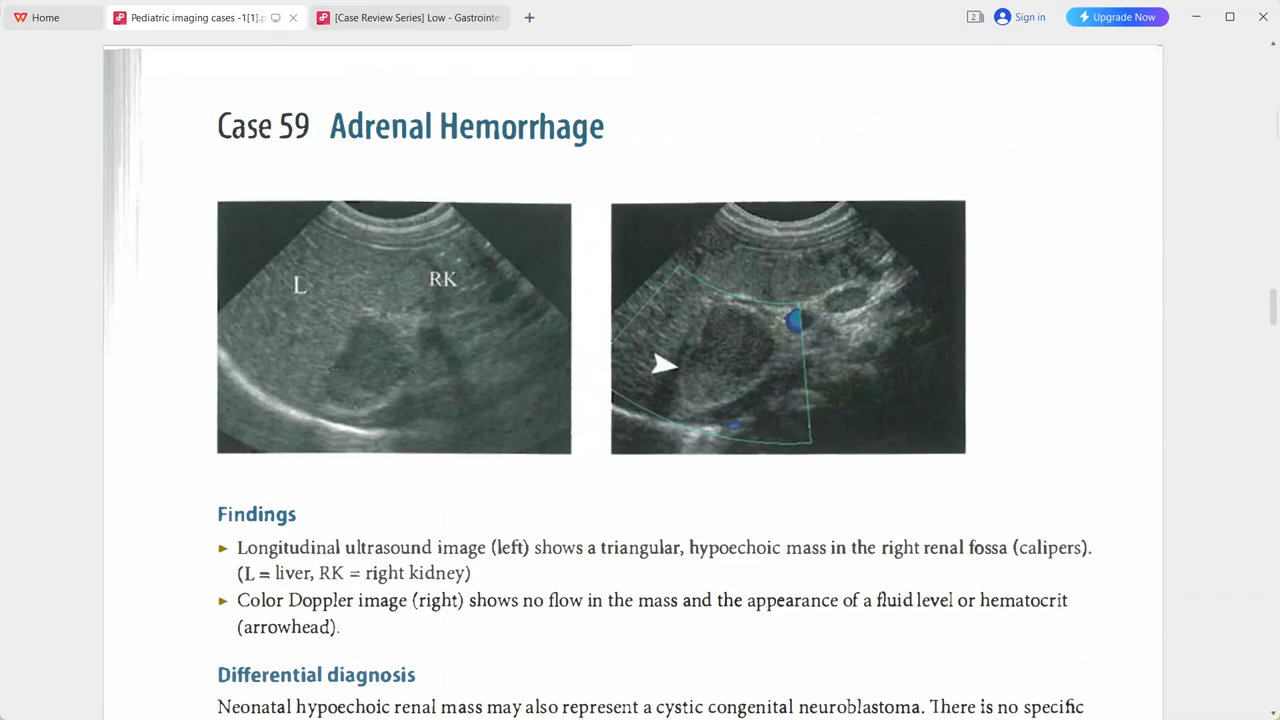 Home
Pediatric imaging cases -1[1].p
[Case Review Series] Low - Gastrointe
2
Sign in
Upgrade Now
Case 59 Adrenal Hemorrhage
L
RK
Findings
Longitudinal ultrasound image (left) shows a triangular, hypoechoic mass in the right renal fossa (calipers).
(L = liver, RK = right kidney)
Color Doppler image (right) shows no flow in the mass and the appearance of a fluid level or hematocrit
(arrowhead).
Differential diagnosis
Neonatal hypoechoic renal mass may also represent a cystic congenital neuroblastoma. There is no specific